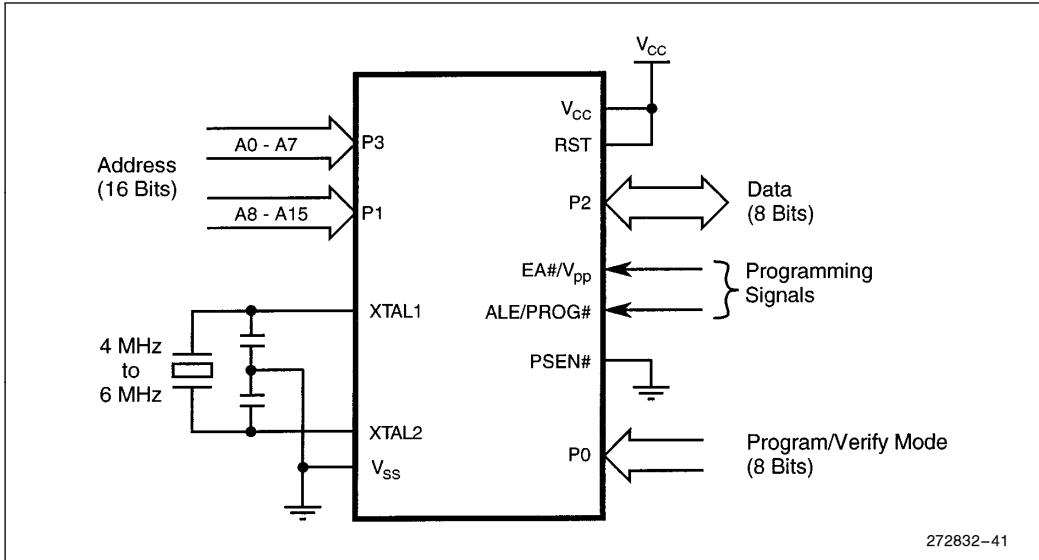 V_CC
V_CC
RST
A0 - A7
P3
Address
(16 Bits)
A8 - A15
P1
P2
Data
(8 Bits)
EA#/V_pp
Programming
Signals
ALE/PROG#
XTAL1
4 MHz
to
6 MHz
PSEN#
XTAL2
V_SS
P0
Program/Verify Mode
(8 Bits)
272832–41